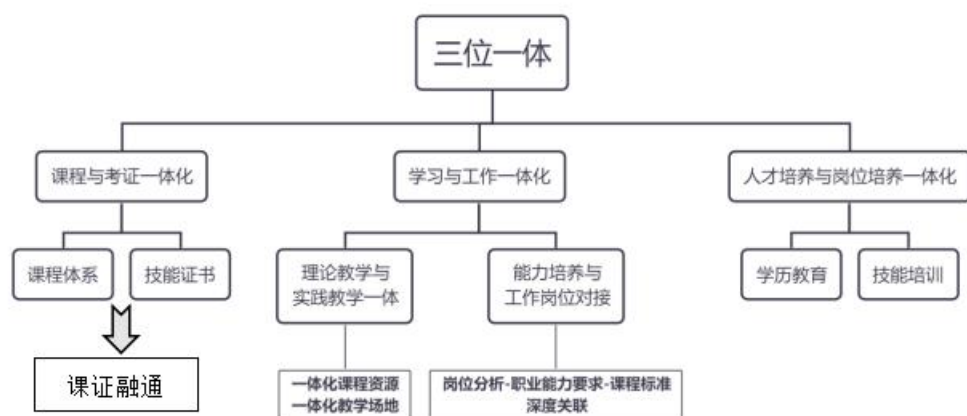 三位一体
课程与考证一体化
学习与工作一体化
人才培养与岗位培养一体化
课程体系
技能证书
理论教学与
实践教学一体
能力培养与
工作岗位对接
学历教育
技能培训
课证融通
一体化课程资源
一体化教学场地
岗位分析-职业能力要求-课程标准
深度关联